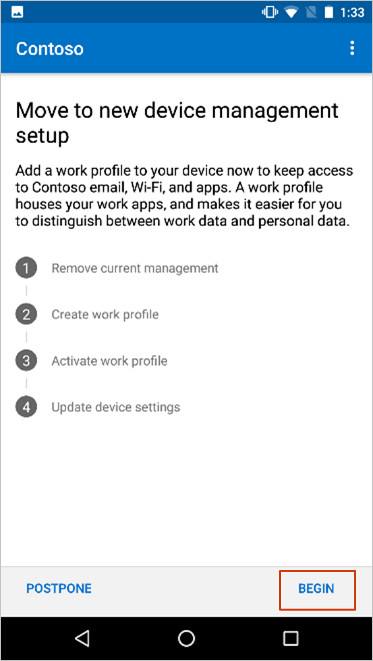 1:33
Contoso
Move to new device management
setup
Add a work profile to your device now to keep access
to Contoso email, Wi-Fi, and apps. A work profile
houses your work apps, and makes it easier for you
to distinguish between work data and personal data.
1 Remove current management
2 Create work profile
3 Activate work profile
4 Update device settings
POSTPONE BEGIN